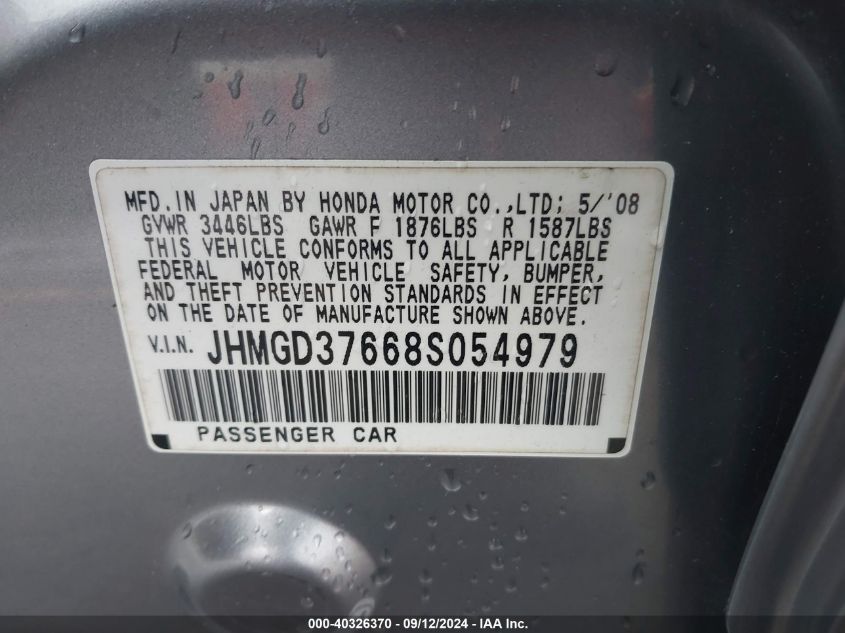 MFD.IN JAPAN BY HONDA MOTOR CO.,LTD; 5/'08
GVWR 3446LBS GAWR F 1876LBS R 1587LBS
THIS VEHICLE CONFORMS TO ALL APPLICABLE
FEDERAL MOTOR VEHICLE SAFETY, BUMPER,
AND THEFT PREVENTION STANDARDS IN EFFECT
ON THE DATE OF MANUFACTURE SHOWN ABOVE.
V.I.N. JHMGD37668S054979
PASSENGER CAR
000-40326370 - 09/12/2024 - IAA Inc.